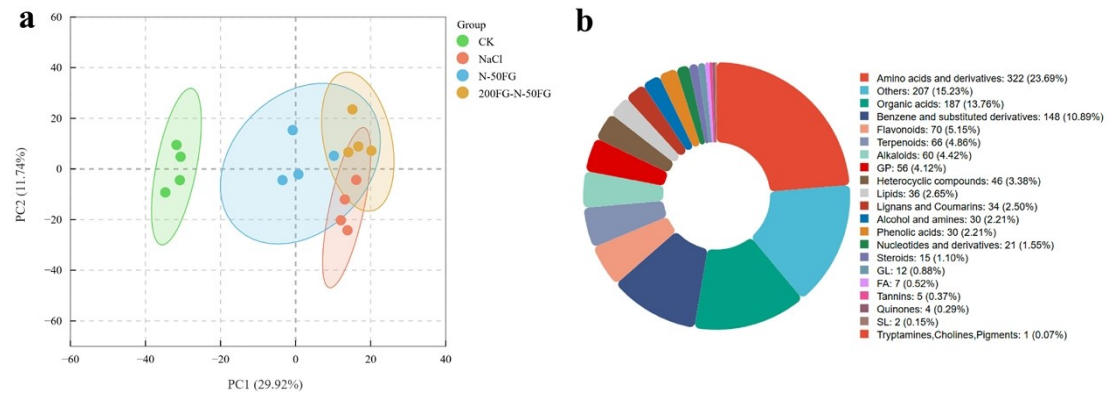 a
60
40
20
0
−20
−40
−60
PC2 (11.74%)
−60
−40
−20
0
20
40
PC1 (29.92%)
Group
CK
NaCl
N-50FG
200FG-N-50FG
b
Amino acids and derivatives: 322 (23.69%)
Others: 207 (15.23%)
Organic acids: 187 (13.76%)
Benzene and substituted derivatives: 148 (10.89%)
Flavonoids: 70 (5.15%)
Terpenoids: 66 (4.86%)
Alkaloids: 60 (4.42%)
GP: 56 (4.12%)
Heterocyclic compounds: 46 (3.38%)
Lipids: 36 (2.65%)
Lignans and Coumarins: 34 (2.50%)
Alcohol and amines: 30 (2.21%)
Phenolic acids: 30 (2.21%)
Nucleotides and derivatives: 21 (1.55%)
Steroids: 15 (1.10%)
GL: 12 (0.88%)
FA: 7 (0.52%)
Tannins: 5 (0.37%)
Quinones: 4 (0.29%)
SL: 2 (0.15%)
Tryptamines,Cholines,Pigments: 1 (0.07%)